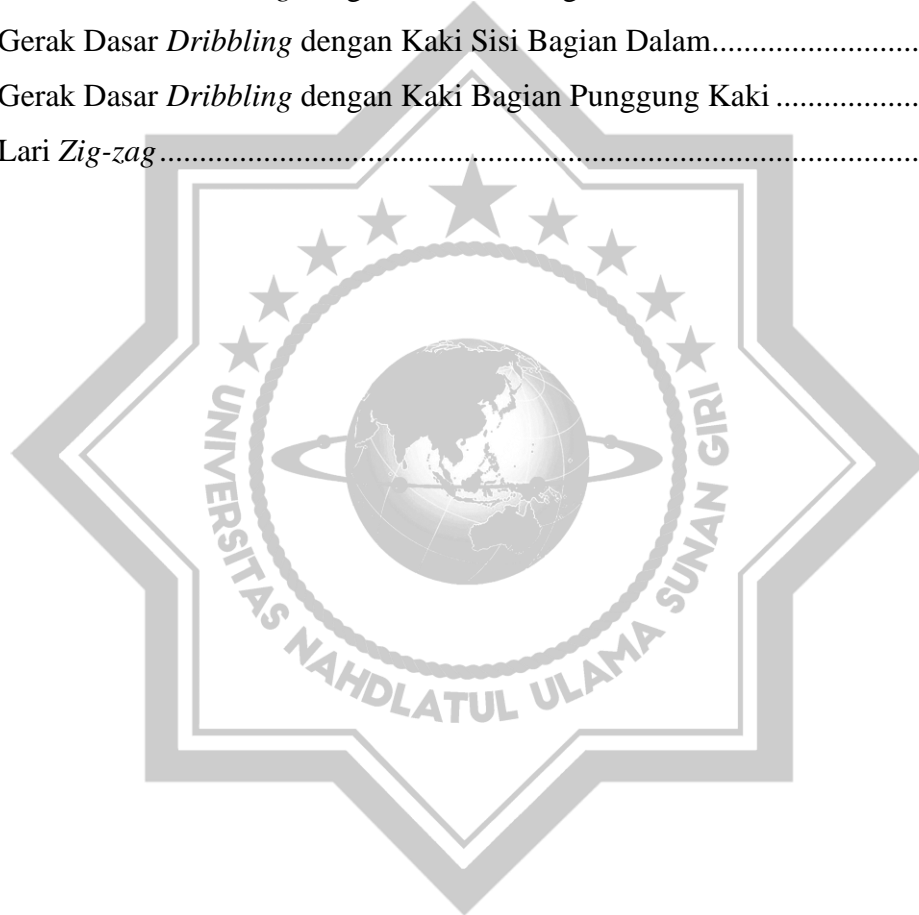 Gerak Dasar Dribbling dengan Kaki Sisi Bagian Dalam............................
Gerak Dasar Dribbling dengan Kaki Bagian Punggung Kaki ....................
Lari Zig-zag................................................................................................
UNIVERSITAS NAHDLATUL ULAMA SUNAN GIRI